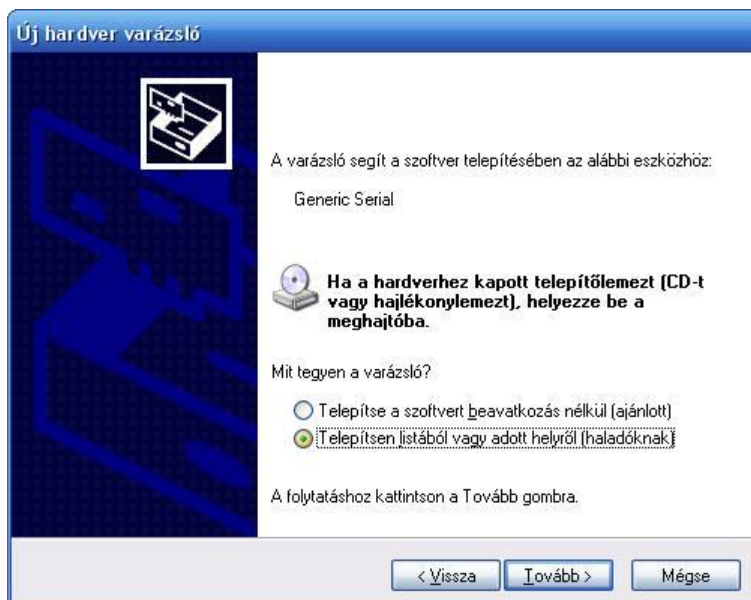 Új hardver varázsló
A varázsló segít a szoftver telepítésében az alábbi eszközhöz:
Generic Serial
Ha a hardverhez kapott telepítőlemezt (CD-t
vagy hajlékonylemezt), helyezze be a
meghajtóba.
Mit tegyen a varázsló?
Telepítse a szoftvert beavatkozás nélkül (ajánlott)
Telepítsen listából vagy adott helyről (haladóknak)
A folytatáshoz kattintson a Tovább gombra.
< Vissza
Tovább >
Mégse